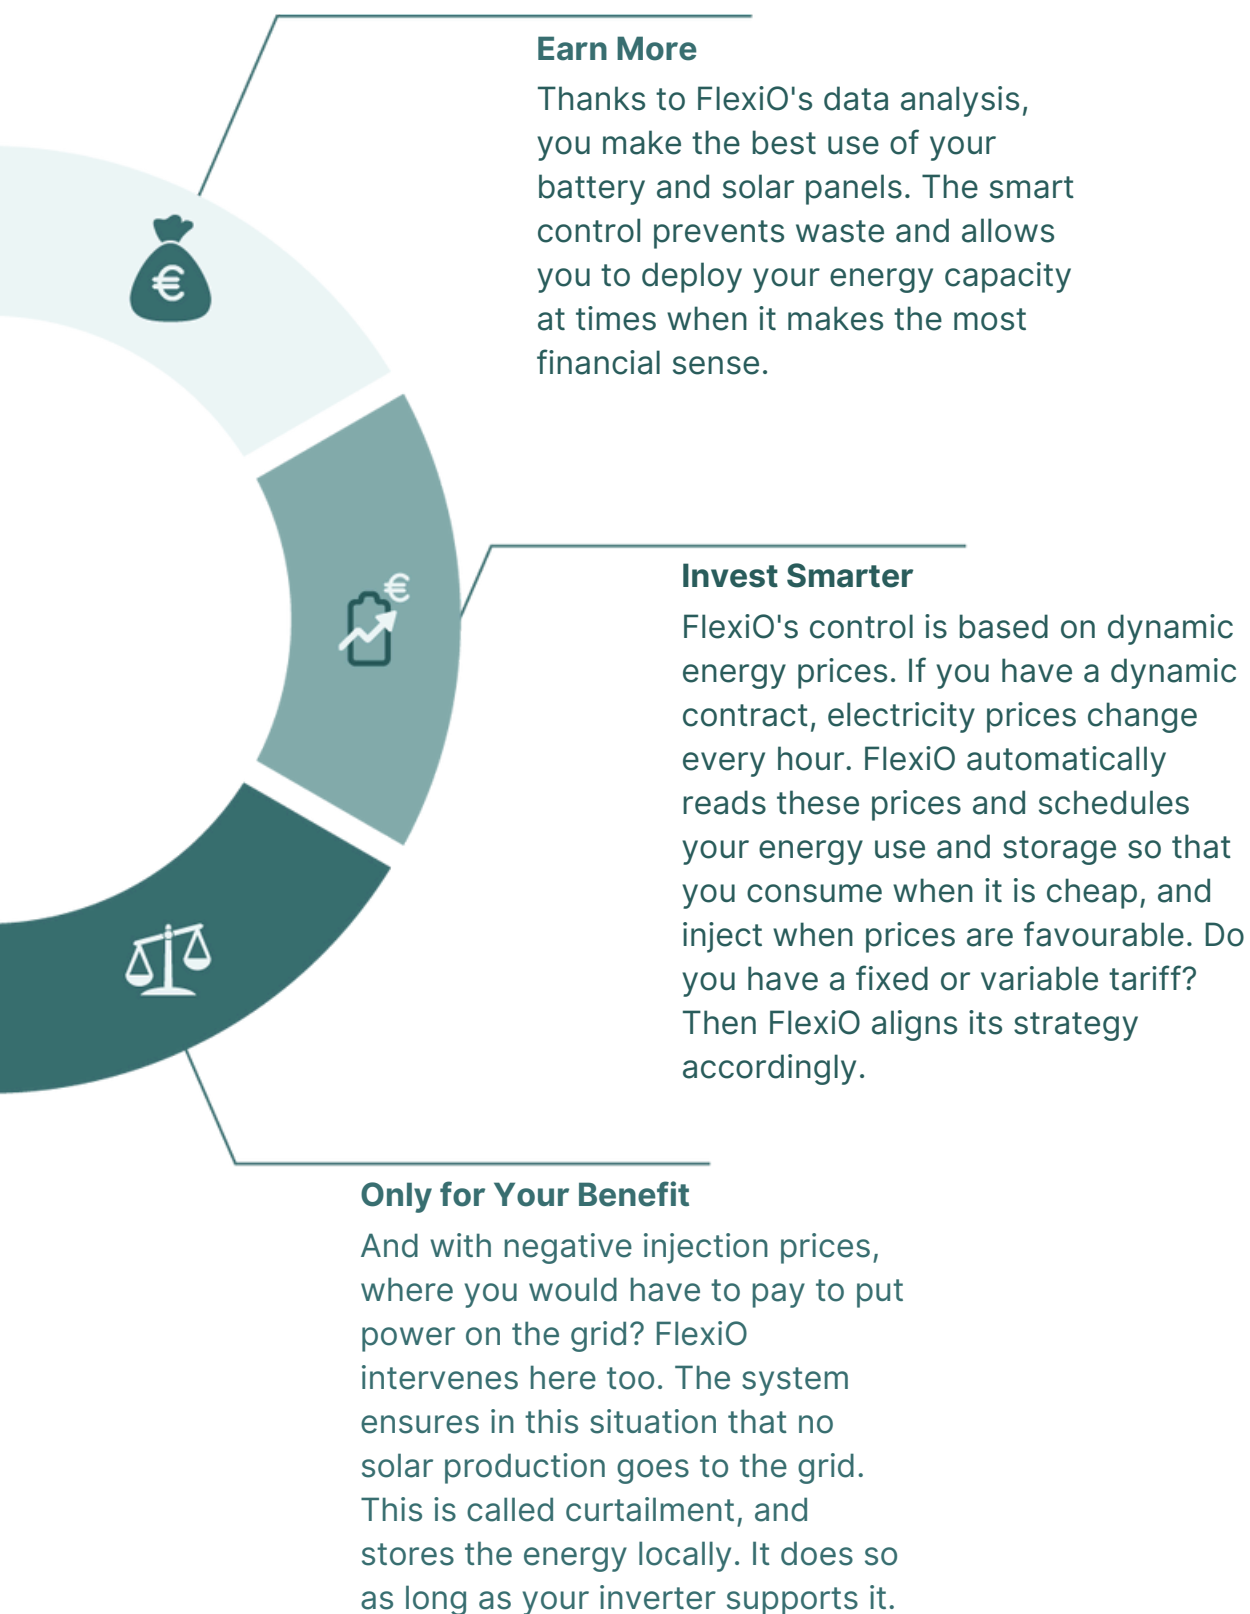 Earn More
Thanks to FlexiO's data analysis,
you make the best use of your
battery and solar panels. The smart
control prevents waste and allows
you to deploy your energy capacity
at times when it makes the most
financial sense.
€
€
Invest Smarter
FlexiO's control is based on dynamic
energy prices. If you have a dynamic
contract, electricity prices change
every hour. FlexiO automatically
reads these prices and schedules
your energy use and storage so that
you consume when it is cheap, and
inject when prices are favourable. Do
you have a fixed or variable tariff?
Then FlexiO aligns its strategy
accordingly.
Only for Your Benefit
And with negative injection prices,
where you would have to pay to put
power on the grid? FlexiO
intervenes here too. The system
ensures in this situation that no
solar production goes to the grid.
This is called curtailment, and
stores the energy locally. It does so
as long as your inverter supports it.